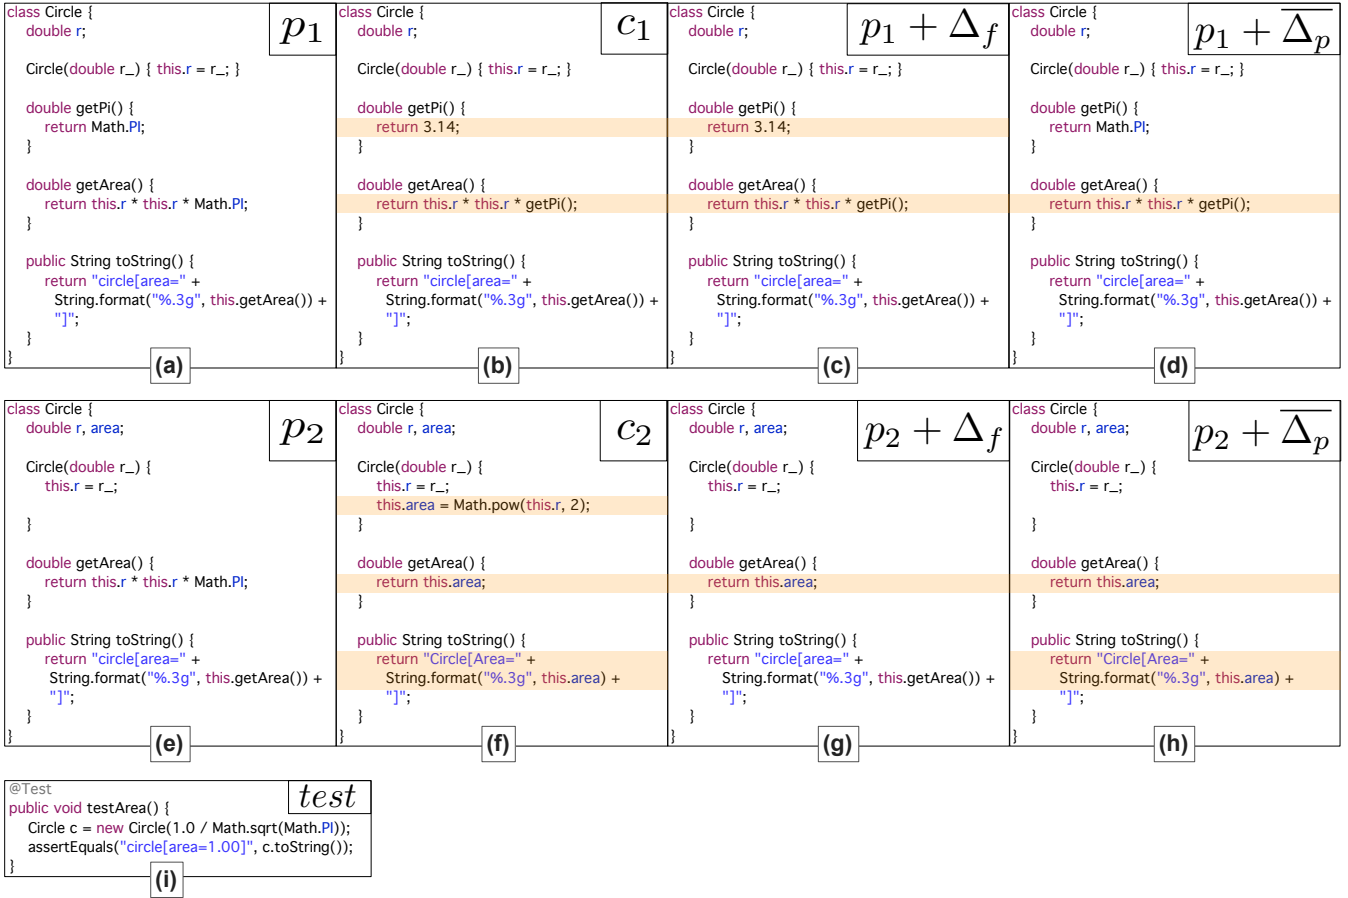 class Circle {
p1
double r;
Circle(double r_) { this.r = r_; }
double getPi() {
return Math.PI;
}
double getArea() {
return this.r * this.r * Math.PI;
}
public String toString() {
return "circle[area=" +
String.format("%.3g", this.getArea()) +
"]";
}
}
(a)
class Circle {
c1
double r;
Circle(double r_) { this.r = r_; }
double getPi() {
return 3.14;
}
double getArea() {
return this.r * this.r * getPi();
}
public String toString() {
return "circle[area=" +
String.format("%.3g", this.getArea()) +
"]";
}
}
(b)
class Circle {
p1 + Δf
double r;
Circle(double r_) { this.r = r_; }
double getPi() {
return 3.14;
}
double getArea() {
return this.r * this.r * getPi();
}
public String toString() {
return "circle[area=" +
String.format("%.3g", this.getArea()) +
"]";
}
}
(c)
class Circle {
p1 + Δp
double r;
Circle(double r_) { this.r = r_; }
double getPi() {
return Math.PI;
}
double getArea() {
return this.r * this.r * getPi();
}
public String toString() {
return "circle[area=" +
String.format("%.3g", this.getArea()) +
"]";
}
}
(d)
class Circle {
p2
double r, area;
Circle(double r_) {
this.r = r_;
}
double getArea() {
return this.r * this.r * Math.PI;
}
public String toString() {
return "circle[area=" +
String.format("%.3g", this.getArea()) +
"]";
}
}
(e)
class Circle {
c2
double r, area;
Circle(double r_) {
this.r = r_;
this.area = Math.pow(this.r, 2);
}
double getArea() {
return this.area;
}
public String toString() {
return "Circle[Area=" +
String.format("%.3g", this.area) +
"]";
}
}
(f)
class Circle {
p2 + Δf
double r, area;
Circle(double r_) {
this.r = r_;
}
double getArea() {
return this.area;
}
public String toString() {
return "circle[area=" +
String.format("%.3g", this.getArea()) +
"]";
}
}
(g)
class Circle {
p2 + Δp
double r, area;
Circle(double r_) {
this.r = r_;
}
double getArea() {
return this.area;
}
public String toString() {
return "Circle[Area=" +
String.format("%.3g", this.area) +
"]";
}
}
(h)
@Test
test
public void testArea() {
Circle c = new Circle(1.0 / Math.sqrt(Math.PI));
assertEquals("circle[area=1.00]", c.toString());
}
(i)